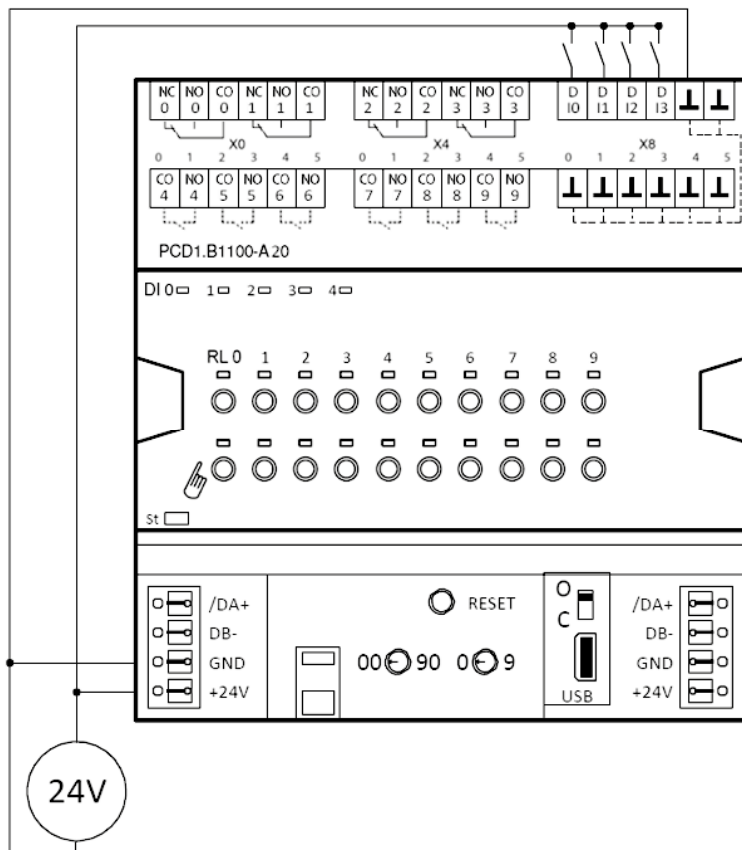 NC NO CO NC NO CO NC NO CO NC NO CO D D D D
0 0 0 1 1 1 2 2 2 3 3 3 I0 I1 I2 I3
X0 X4 X8
0 1 2 3 4 5 0 1 2 3 4 5 0 1 2 3 4 5
CO NO CO NO CO NO CO NO CO NO CO NO
4 4 5 5 6 6 7 7 8 8 9 9
PCD1.B1100-A20
DI 0 1 2 3 4
RL 0 1 2 3 4 5 6 7 8 9
St
/DA+ RESET O /DA+
DB- C DB-
GND 00 90 0 9 GND
+24V USB +24V
24V